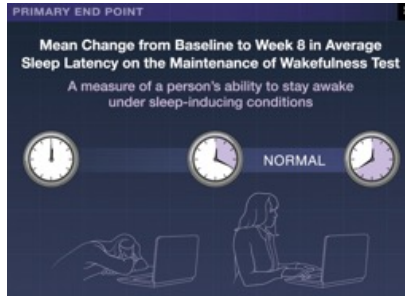 PRIMARY END POINT
Mean Change from Baseline to Week 8 in Average
Sleep Latency on the Maintenance of Wakefulness Test
A measure of a person's ability to stay awake
under sleep-inducing conditions
NORMAL